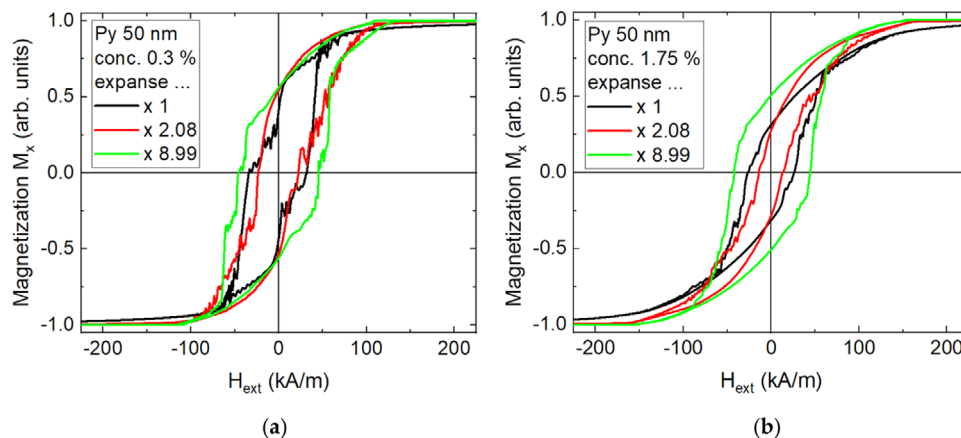 Py 50 nm
conc. 0.3 %
expanse ...
x 1
x 2.08
x 8.99
Magnetization Mₓ (arb. units)
1.0
0.5
0.0
-0.5
-1.0
-200 -100 0 100 200
H_ext (kA/m)
(a)
Py 50 nm
conc. 1.75 %
expanse ...
x 1
x 2.08
x 8.99
Magnetization Mₓ (arb. units)
1.0
0.5
0.0
-0.5
-1.0
-200 -100 0 100 200
H_ext (kA/m)
(b)